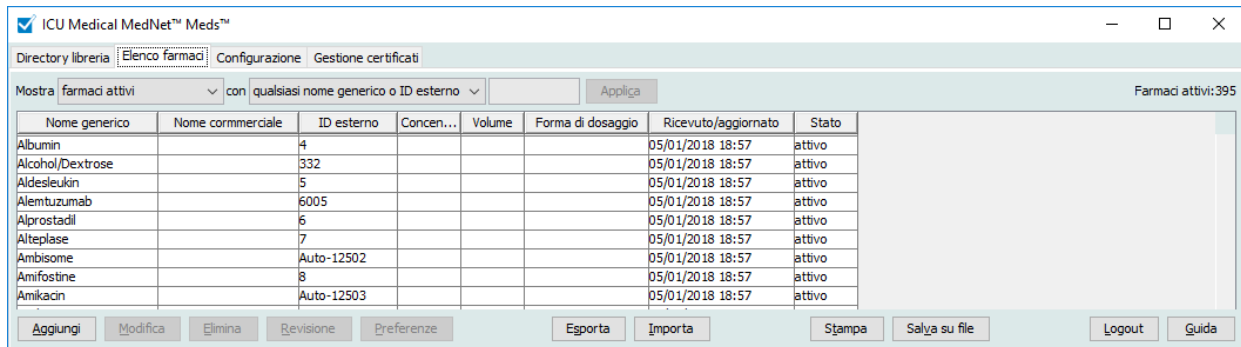 ICU Medical MedNet™ Meds™
Directory libreria Elenco farmaci Configurazione Gestione certificati
Mostra farmaci attivi con qualsiasi nome generico o ID esterno Applica Farmaci attivi:395
Nome generico Nome cormmerciale ID esterno Concen... Volume Forma di dosaggio Ricevuto/aggiornato Stato
Albumin 4 05/01/2018 18:57 attivo
Alcohol/Dextrose 332 05/01/2018 18:57 attivo
Aldesleukin 5 05/01/2018 18:57 attivo
Alemtuzumab 6005 05/01/2018 18:57 attivo
Alprostadil 6 05/01/2018 18:57 attivo
Alteplase 7 05/01/2018 18:57 attivo
Ambisome Auto-12502 05/01/2018 18:57 attivo
Amifostine 8 05/01/2018 18:57 attivo
Amikacin Auto-12503 05/01/2018 18:57 attivo
Aggiungi Modifica Elimina Revisione Preferenze Esporta Importa Stampa Salva su file Logout Guida